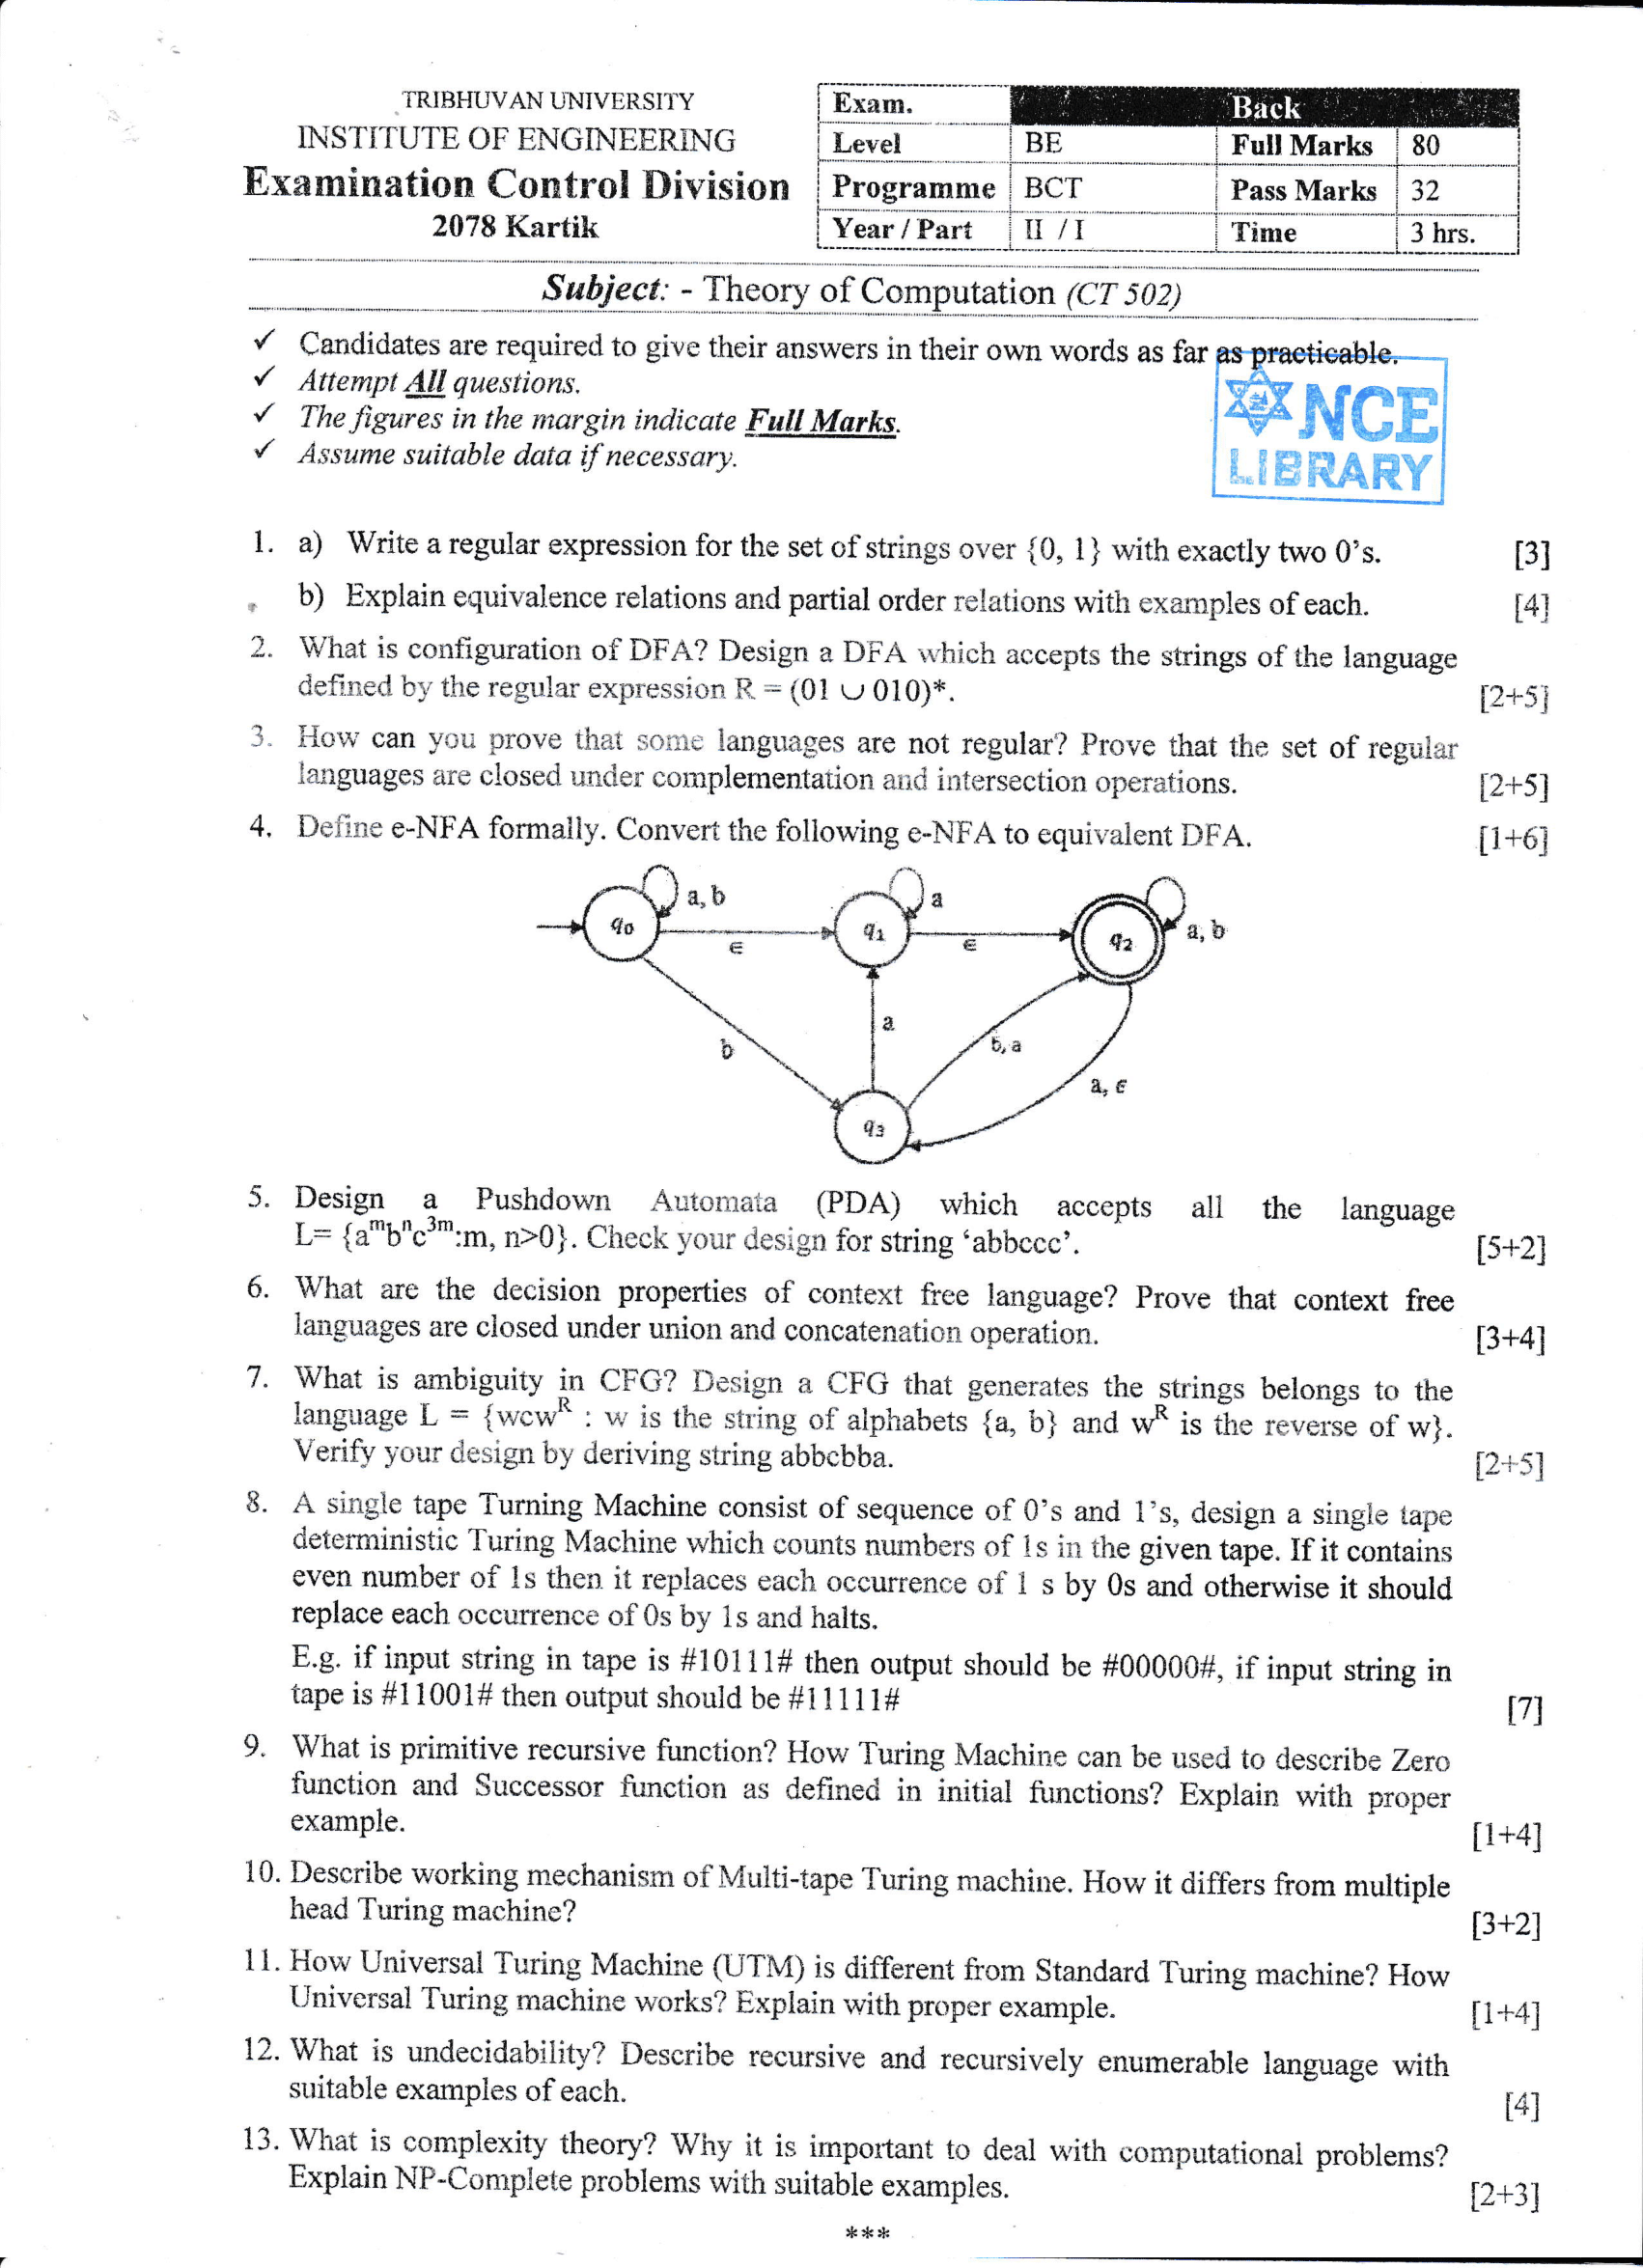 TRIBHUVAN UNIVERSITY
INSTITUTE OF ENGINEERING
Examination Control Division
2078 Kartik
Exam. Back
Level BE Full Marks 80
Programme BCT Pass Marks 32
Year / Part II / I Time 3 hrs.
Subject: - Theory of Computation (CT 502)
✓ Candidates are required to give their answers in their own words as far as practicable.
✓ Attempt All questions.
✓ The figures in the margin indicate Full Marks.
✓ Assume suitable data if necessary.
NCE
LIBRARY
1. a) Write a regular expression for the set of strings over {0, 1} with exactly two 0's. [3]
b) Explain equivalence relations and partial order relations with examples of each. [4]
2. What is configuration of DFA? Design a DFA which accepts the strings of the language
defined by the regular expression R = (01 ∪ 010)*. [2+5]
3. How can you prove that some languages are not regular? Prove that the set of regular
languages are closed under complementation and intersection operations. [2+5]
4. Define e-NFA formally. Convert the following e-NFA to equivalent DFA. [1+6]
q0 a, b ∈ q1 a ∈ q2 a, b
b a b, a a, ϵ
q3
5. Design a Pushdown Automata (PDA) which accepts all the language
L= {a^m b^n c^3m :m, n>0}. Check your design for string 'abbccc'. [5+2]
6. What are the decision properties of context free language? Prove that context free
languages are closed under union and concatenation operation. [3+4]
7. What is ambiguity in CFG? Design a CFG that generates the strings belongs to the
language L = {wcw^R : w is the string of alphabets {a, b} and w^R is the reverse of w}.
Verify your design by deriving string abbcbba. [2+5]
8. A single tape Turning Machine consist of sequence of 0's and 1's, design a single tape
deterministic Turing Machine which counts numbers of 1s in the given tape. If it contains
even number of 1s then it replaces each occurrence of 1 s by 0s and otherwise it should
replace each occurrence of 0s by 1s and halts.
E.g. if input string in tape is #10111# then output should be #00000#, if input string in
tape is #11001# then output should be #11111# [7]
9. What is primitive recursive function? How Turing Machine can be used to describe Zero
function and Successor function as defined in initial functions? Explain with proper
example. [1+4]
10. Describe working mechanism of Multi-tape Turing machine. How it differs from multiple
head Turing machine? [3+2]
11. How Universal Turing Machine (UTM) is different from Standard Turing machine? How
Universal Turing machine works? Explain with proper example. [1+4]
12. What is undecidability? Describe recursive and recursively enumerable language with
suitable examples of each. [4]
13. What is complexity theory? Why it is important to deal with computational problems?
Explain NP-Complete problems with suitable examples. [2+3]
***